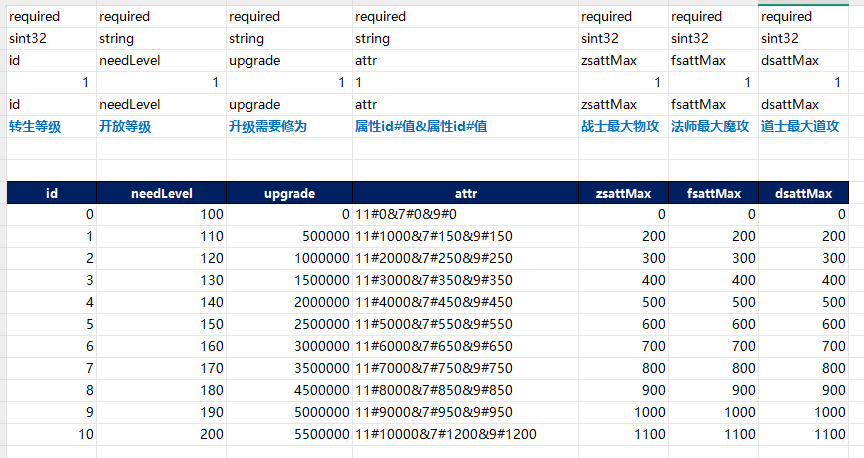 required required required required required required required
sint32 string string string sint32 sint32 sint32
id needLevel upgrade attr zsattMax fsattMax dsattMax
1 1 1 1 1 1 1
id needLevel upgrade attr zsattMax fsattMax dsattMax
转生等级 开放等级 升级需要修为 属性id#值&属性id#值 战士最大物攻 法师最大魔攻 道士最大道攻
id needLevel upgrade attr zsattMax fsattMax dsattMax
0 100 0 11#0&7#0&9#0 0 0 0
1 110 500000 11#1000&7#150&9#150 200 200 200
2 120 1000000 11#2000&7#250&9#250 300 300 300
3 130 1500000 11#3000&7#350&9#350 400 400 400
4 140 2000000 11#4000&7#450&9#450 500 500 500
5 150 2500000 11#5000&7#550&9#550 600 600 600
6 160 3000000 11#6000&7#650&9#650 700 700 700
7 170 3500000 11#7000&7#750&9#750 800 800 800
8 180 4500000 11#8000&7#850&9#850 900 900 900
9 190 5000000 11#9000&7#950&9#950 1000 1000 1000
10 200 5500000 11#10000&7#1200&9#1200 1100 1100 1100